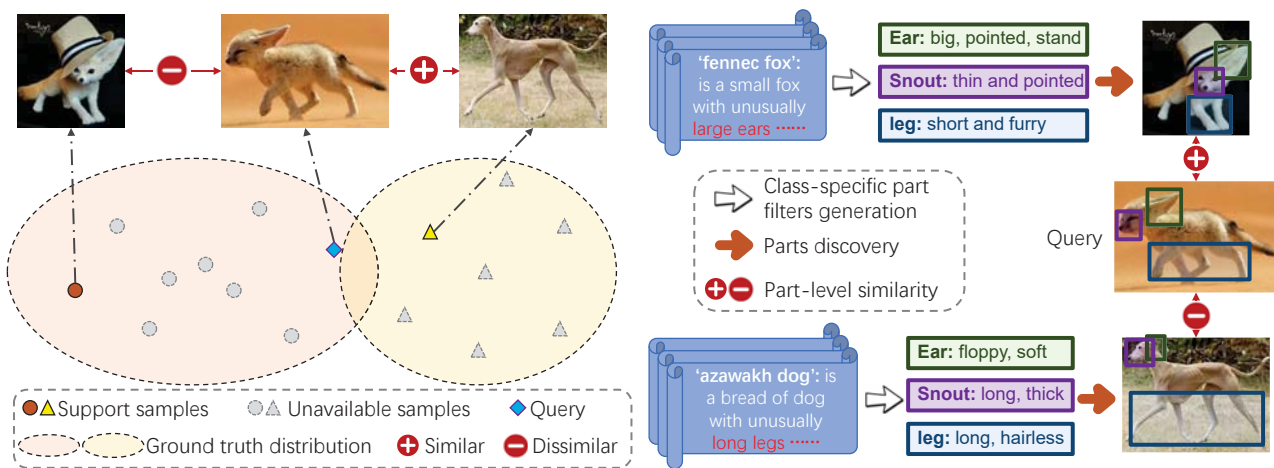 'fennec fox':
is a small fox
with unusually
large ears ······
Ear: big, pointed, stand
Snout: thin and pointed
leg: short and furry
Class-specific part
filters generation
Parts discovery
Part-level similarity
Query
'azawakh dog': is
a bread of dog
with unusually
long legs ······
Ear: floppy, soft
Snout: long, thick
leg: long, hairless
Support samples
Unavailable samples
Query
Ground truth distribution
Similar
Dissimilar